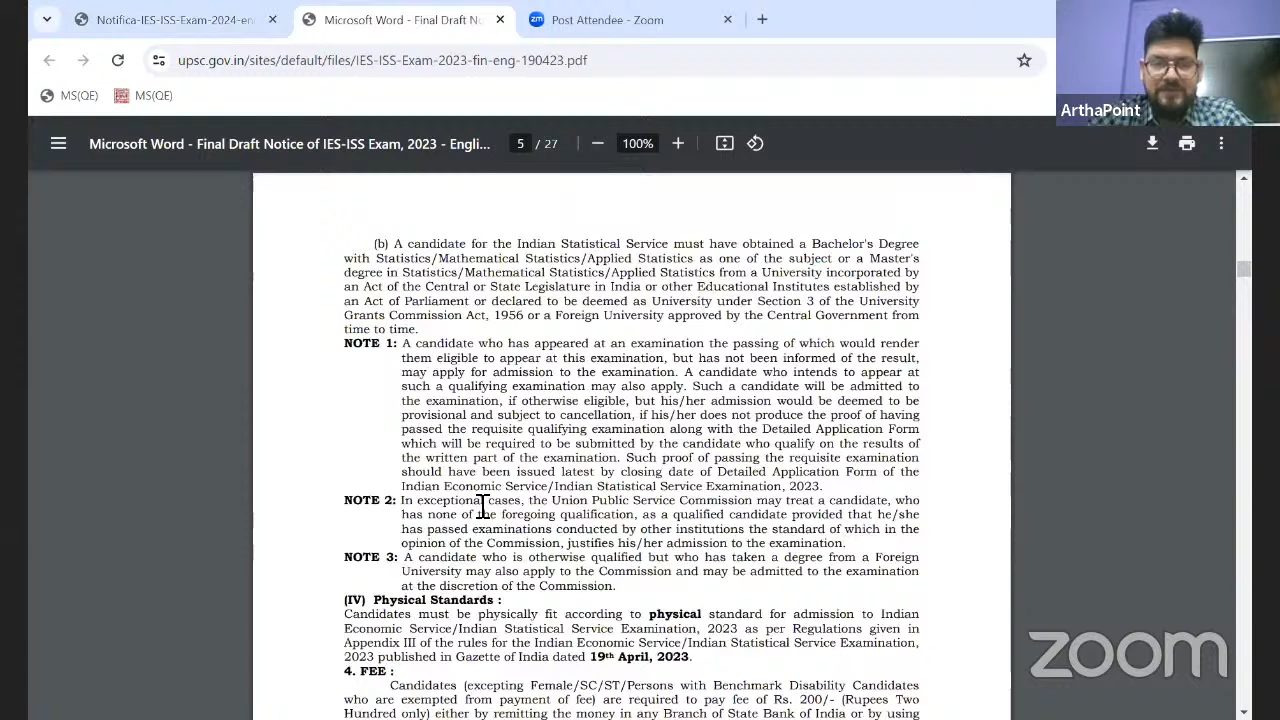 Notifica-IES-ISS-Exam-2024-en
Microsoft Word - Final Draft No
zm
Post Attendee - Zoom
upsc.gov.in/sites/default/files/IES-ISS-Exam-2023-fin-eng-190423.pdf
MS(QE)
MS(QE)
ArthaPoint
Microsoft Word - Final Draft Notice of IES-ISS Exam, 2023 - Engli...
5 / 27
100%
(b) A candidate for the Indian Statistical Service must have obtained a Bachelor's Degree
with Statistics/Mathematical Statistics/Applied Statistics as one of the subject or a Master's
degree in Statistics/Mathematical Statistics/Applied Statistics from a University incorporated by
an Act of the Central or State Legislature in India or other Educational Institutes established by
an Act of Parliament or declared to be deemed as University under Section 3 of the University
Grants Commission Act, 1956 or a Foreign University approved by the Central Government from
time to time.
NOTE 1: A candidate who has appeared at an examination the passing of which would render
them eligible to appear at this examination, but has not been informed of the result,
may apply for admission to the examination. A candidate who intends to appear at
such a qualifying examination may also apply. Such a candidate will be admitted to
the examination, if otherwise eligible, but his/her admission would be deemed to be
provisional and subject to cancellation, if his/her does not produce the proof of having
passed the requisite qualifying examination along with the Detailed Application Form
which will be required to be submitted by the candidate who qualify on the results of
the written part of the examination. Such proof of passing the requisite examination
should have been issued latest by closing date of Detailed Application Form of the
Indian Economic Service/Indian Statistical Service Examination, 2023.
NOTE 2: In exceptional cases, the Union Public Service Commission may treat a candidate, who
has none of the foregoing qualification, as a qualified candidate provided that he/she
has passed examinations conducted by other institutions the standard of which in the
opinion of the Commission, justifies his/her admission to the examination.
NOTE 3: A candidate who is otherwise qualified but who has taken a degree from a Foreign
University may also apply to the Commission and may be admitted to the examination
at the discretion of the Commission.
(IV) Physical Standards :
Candidates must be physically fit according to physical standard for admission to Indian
Economic Service/Indian Statistical Service Examination, 2023 as per Regulations given in
Appendix III of the rules for the Indian Economic Service/Indian Statistical Service Examination,
2023 published in Gazette of India dated 19th April, 2023.
4. FEE :
Candidates (excepting Female/SC/ST/Persons with Benchmark Disability Candidates
who are exempted from payment of fee) are required to pay fee of Rs. 200/- (Rupees Two
Hundred only) either by remitting the money in any Branch of State Bank of India or by using
zoom